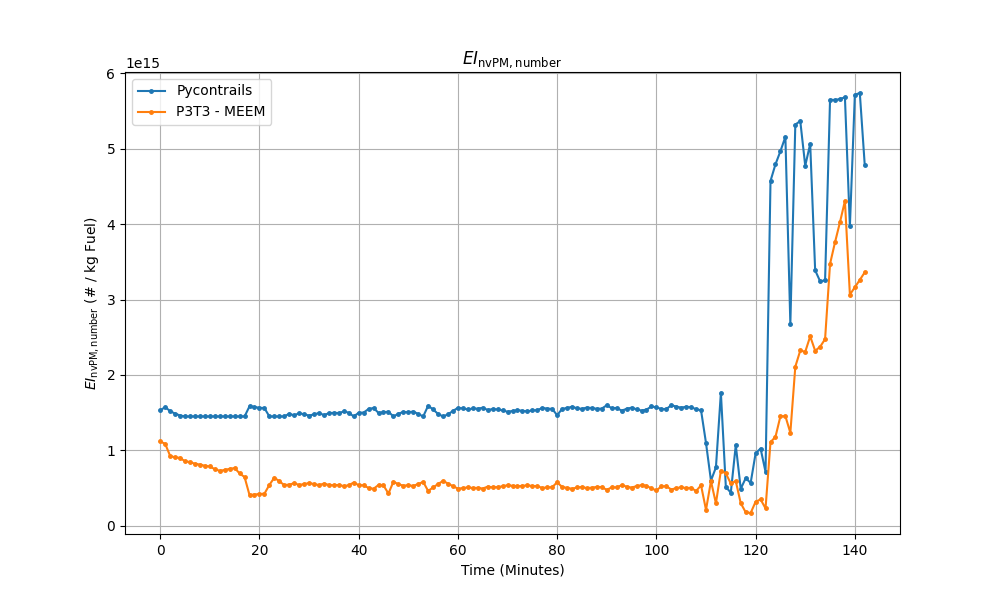 EI_nvPM, number
1e15
Pycontrails
P3T3 - MEEM
EI_nvPM, number (# / kg Fuel)
6
5
4
3
2
1
0
0 20 40 60 80 100 120 140
Time (Minutes)